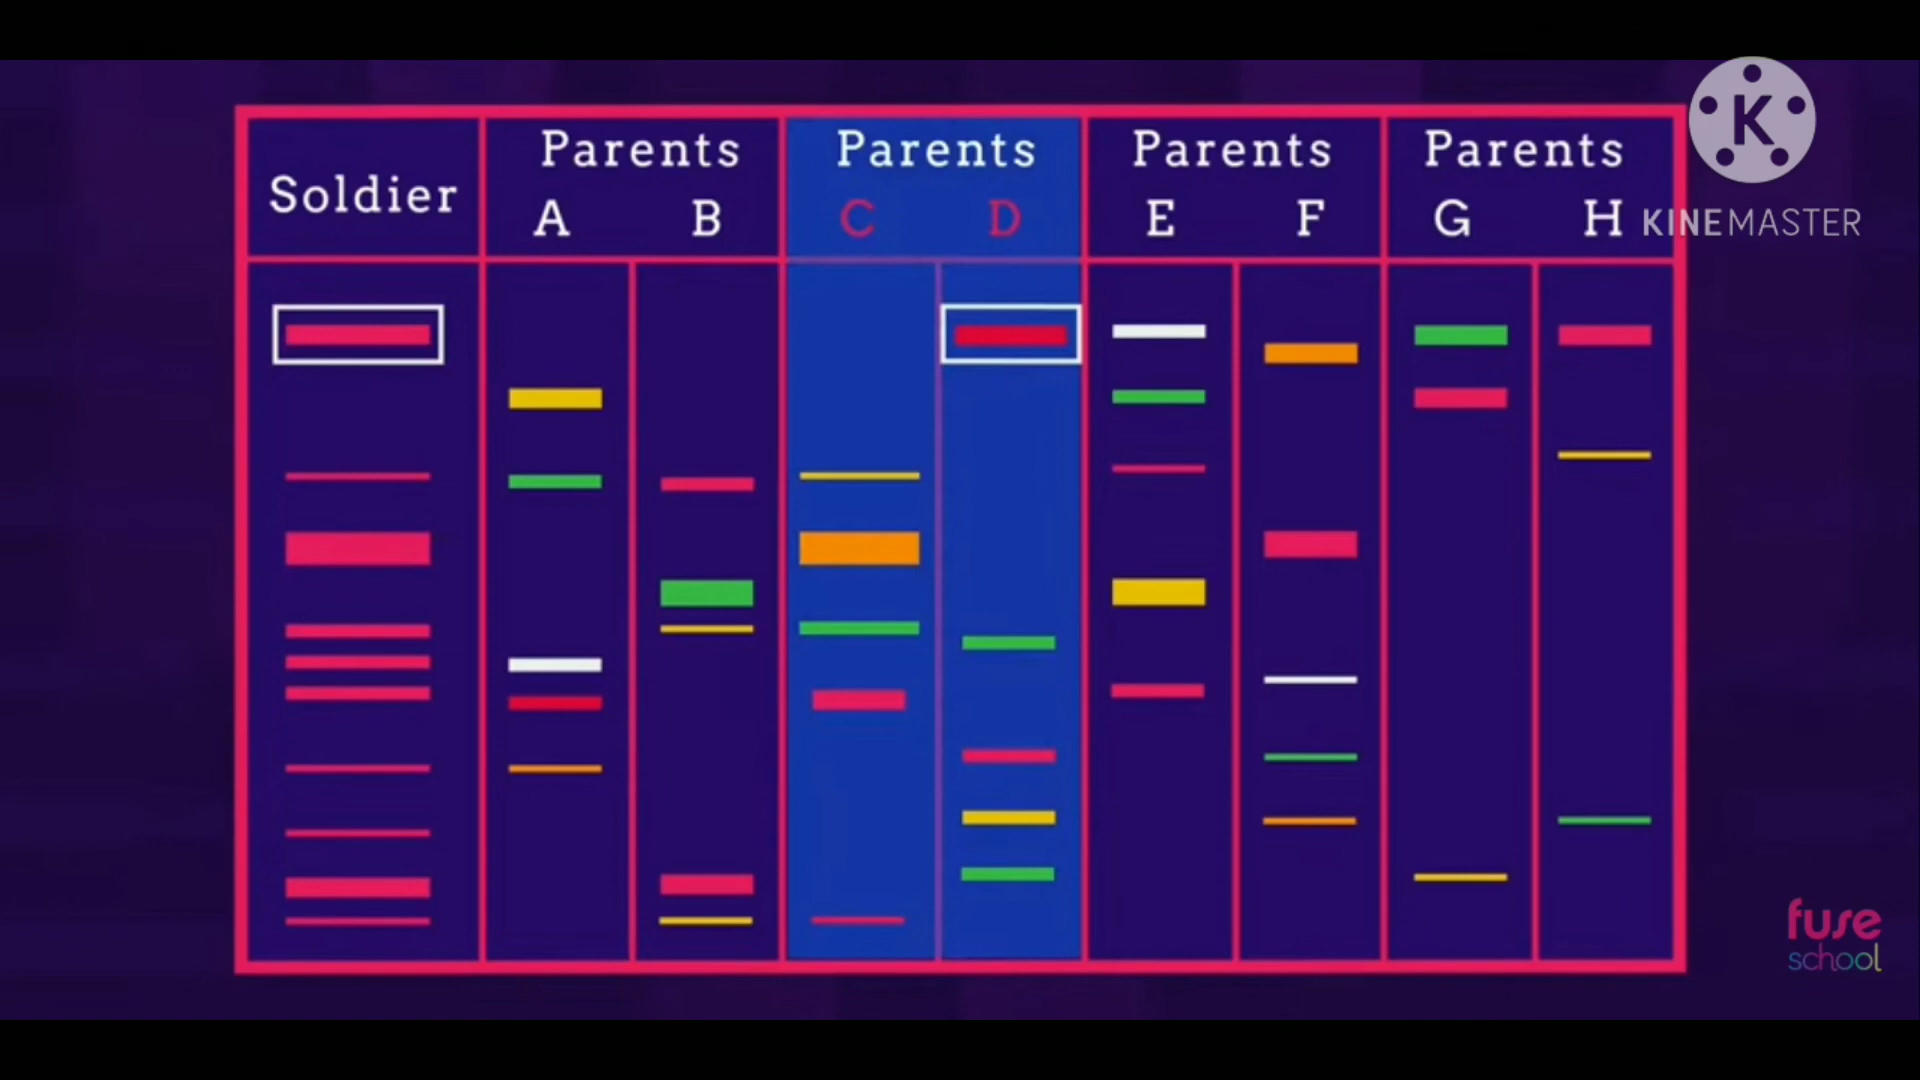 Soldier
Parents
A B
Parents
C D
Parents
E F
Parents
G H
K
KINEMASTER
fuse
school